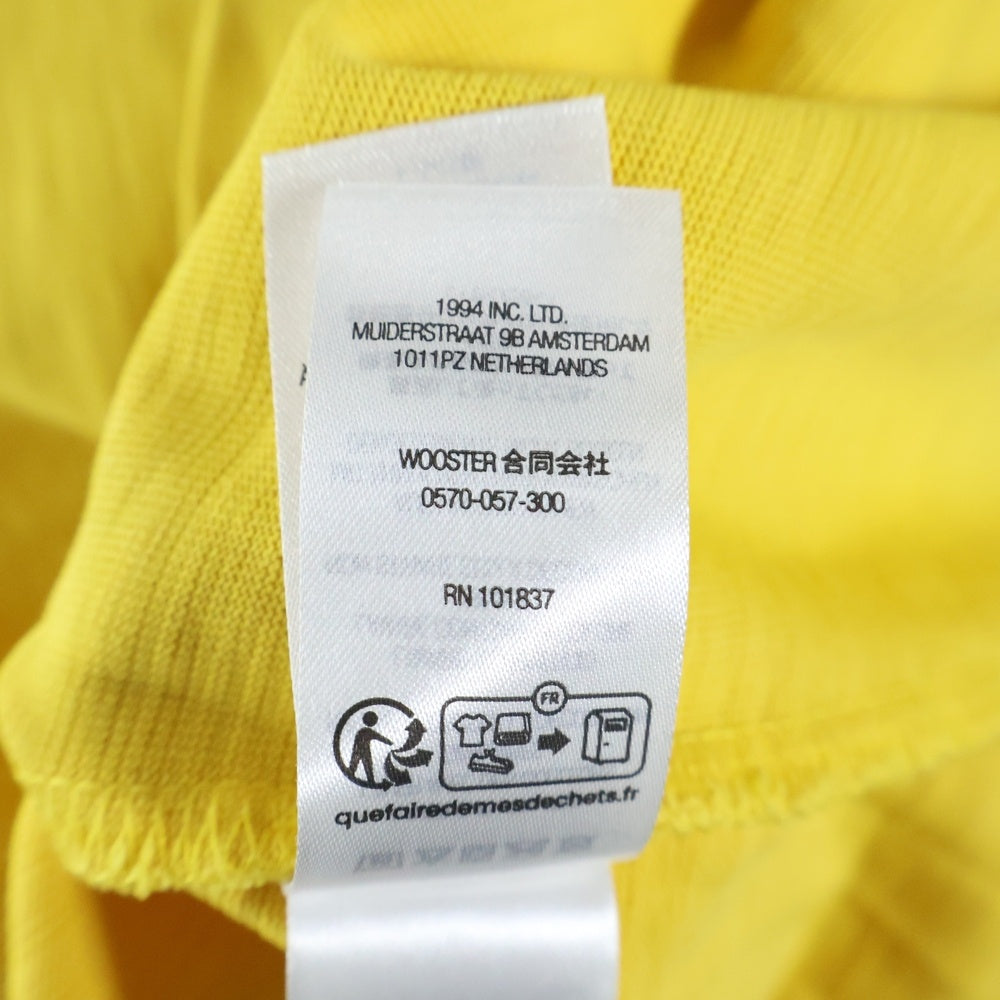 1994 INC. LTD.
MUIDERSTRAAT 9B AMSTERDAM
1011PZ NETHERLANDS
WOOSTER 合同会社
0570-057-300
RN 101837
FR
quefairedemesdechets.fr